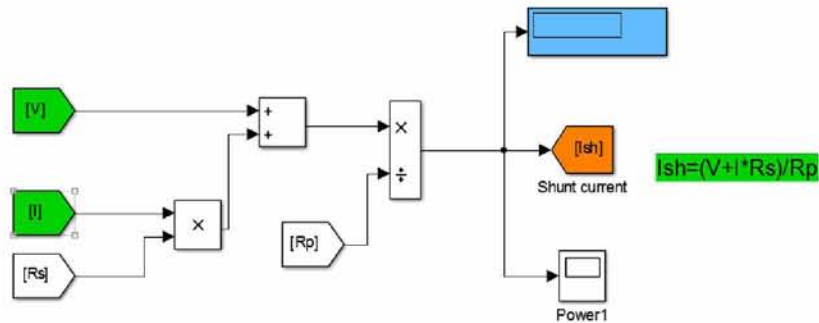 [V]
+
+
×
÷
[Ish]
Shunt current
Ish=(V+I*Rs)/Rp
[I]
×
[Rs]
[Rp]
Power1